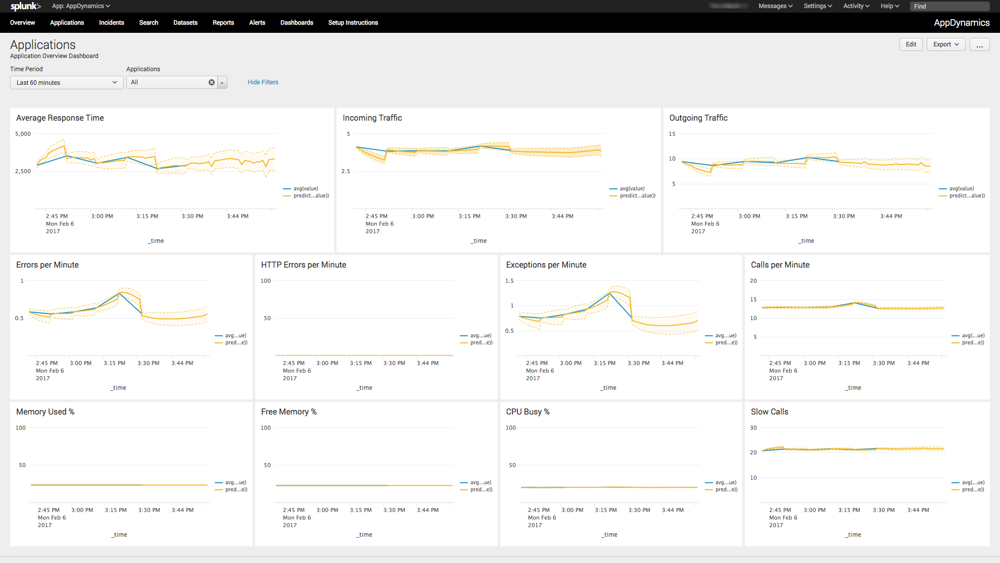 splunk> App: AppDynamics Messages Settings Activity Help Find
Overview Applications Incidents Search Datasets Reports Alerts Dashboards Setup Instructions AppDynamics
Applications Edit Export ...
Application Overview Dashboard
Time Period Applications
Last 60 minutes All Hide Filters
Average Response Time
5,000
2,500
avg(value)
predict...alue))
2:45 PM 3:00 PM 3:15 PM 3:30 PM 3:44 PM
Mon Feb 6
2017
_time
Incoming Traffic
5
2.5
avg(value)
predict...alue))
2:45 PM 3:00 PM 3:15 PM 3:30 PM 3:44 PM
Mon Feb 6
2017
_time
Outgoing Traffic
15
10
5
avg(value)
predict...alue))
2:45 PM 3:00 PM 3:15 PM 3:30 PM 3:44 PM
Mon Feb 6
2017
_time
Errors per Minute
1
0.5
avg...ue)
pred...e))
2:45 PM 3:00 PM 3:15 PM 3:30 PM 3:44 PM
Mon Feb 6
2017
_time
HTTP Errors per Minute
100
50
avg...ue)
pred...e))
2:45 PM 3:00 PM 3:15 PM 3:30 PM 3:44 PM
Mon Feb 6
2017
_time
Exceptions per Minute
1.5
1
0.5
avg...ue)
pred...e))
2:45 PM 3:00 PM 3:15 PM 3:30 PM 3:44 PM
Mon Feb 6
2017
_time
Calls per Minute
20
15
10
5
avg(...ue)
pred...e))
2:45 PM 3:00 PM 3:15 PM 3:30 PM 3:44 PM
Mon Feb 6
2017
_time
Memory Used %
100
50
avg...ue)
pred...e))
2:45 PM 3:00 PM 3:15 PM 3:30 PM 3:44 PM
Mon Feb 6
2017
_time
Free Memory %
100
50
avg...ue)
pred...e))
2:45 PM 3:00 PM 3:15 PM 3:30 PM 3:44 PM
Mon Feb 6
2017
_time
CPU Busy %
100
50
avg...ue)
pred...e))
2:45 PM 3:00 PM 3:15 PM 3:30 PM 3:44 PM
Mon Feb 6
2017
_time
Slow Calls
30
20
10
avg(...ue)
pred...e))
2:45 PM 3:00 PM 3:15 PM 3:30 PM 3:44 PM
Mon Feb 6
2017
_time